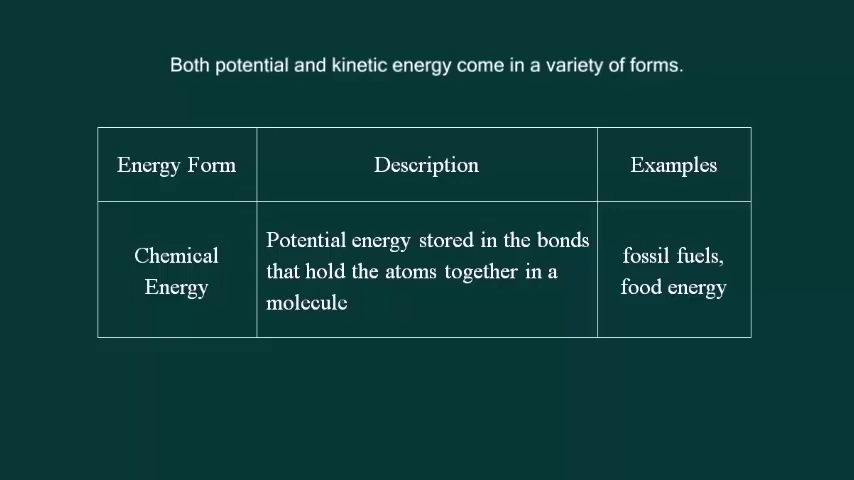 Both potential and kinetic energy come in a variety of forms.
Energy Form
Description
Examples
Chemical
Energy
Potential energy stored in the bonds
that hold the atoms together in a
molecule
fossil fuels,
food energy